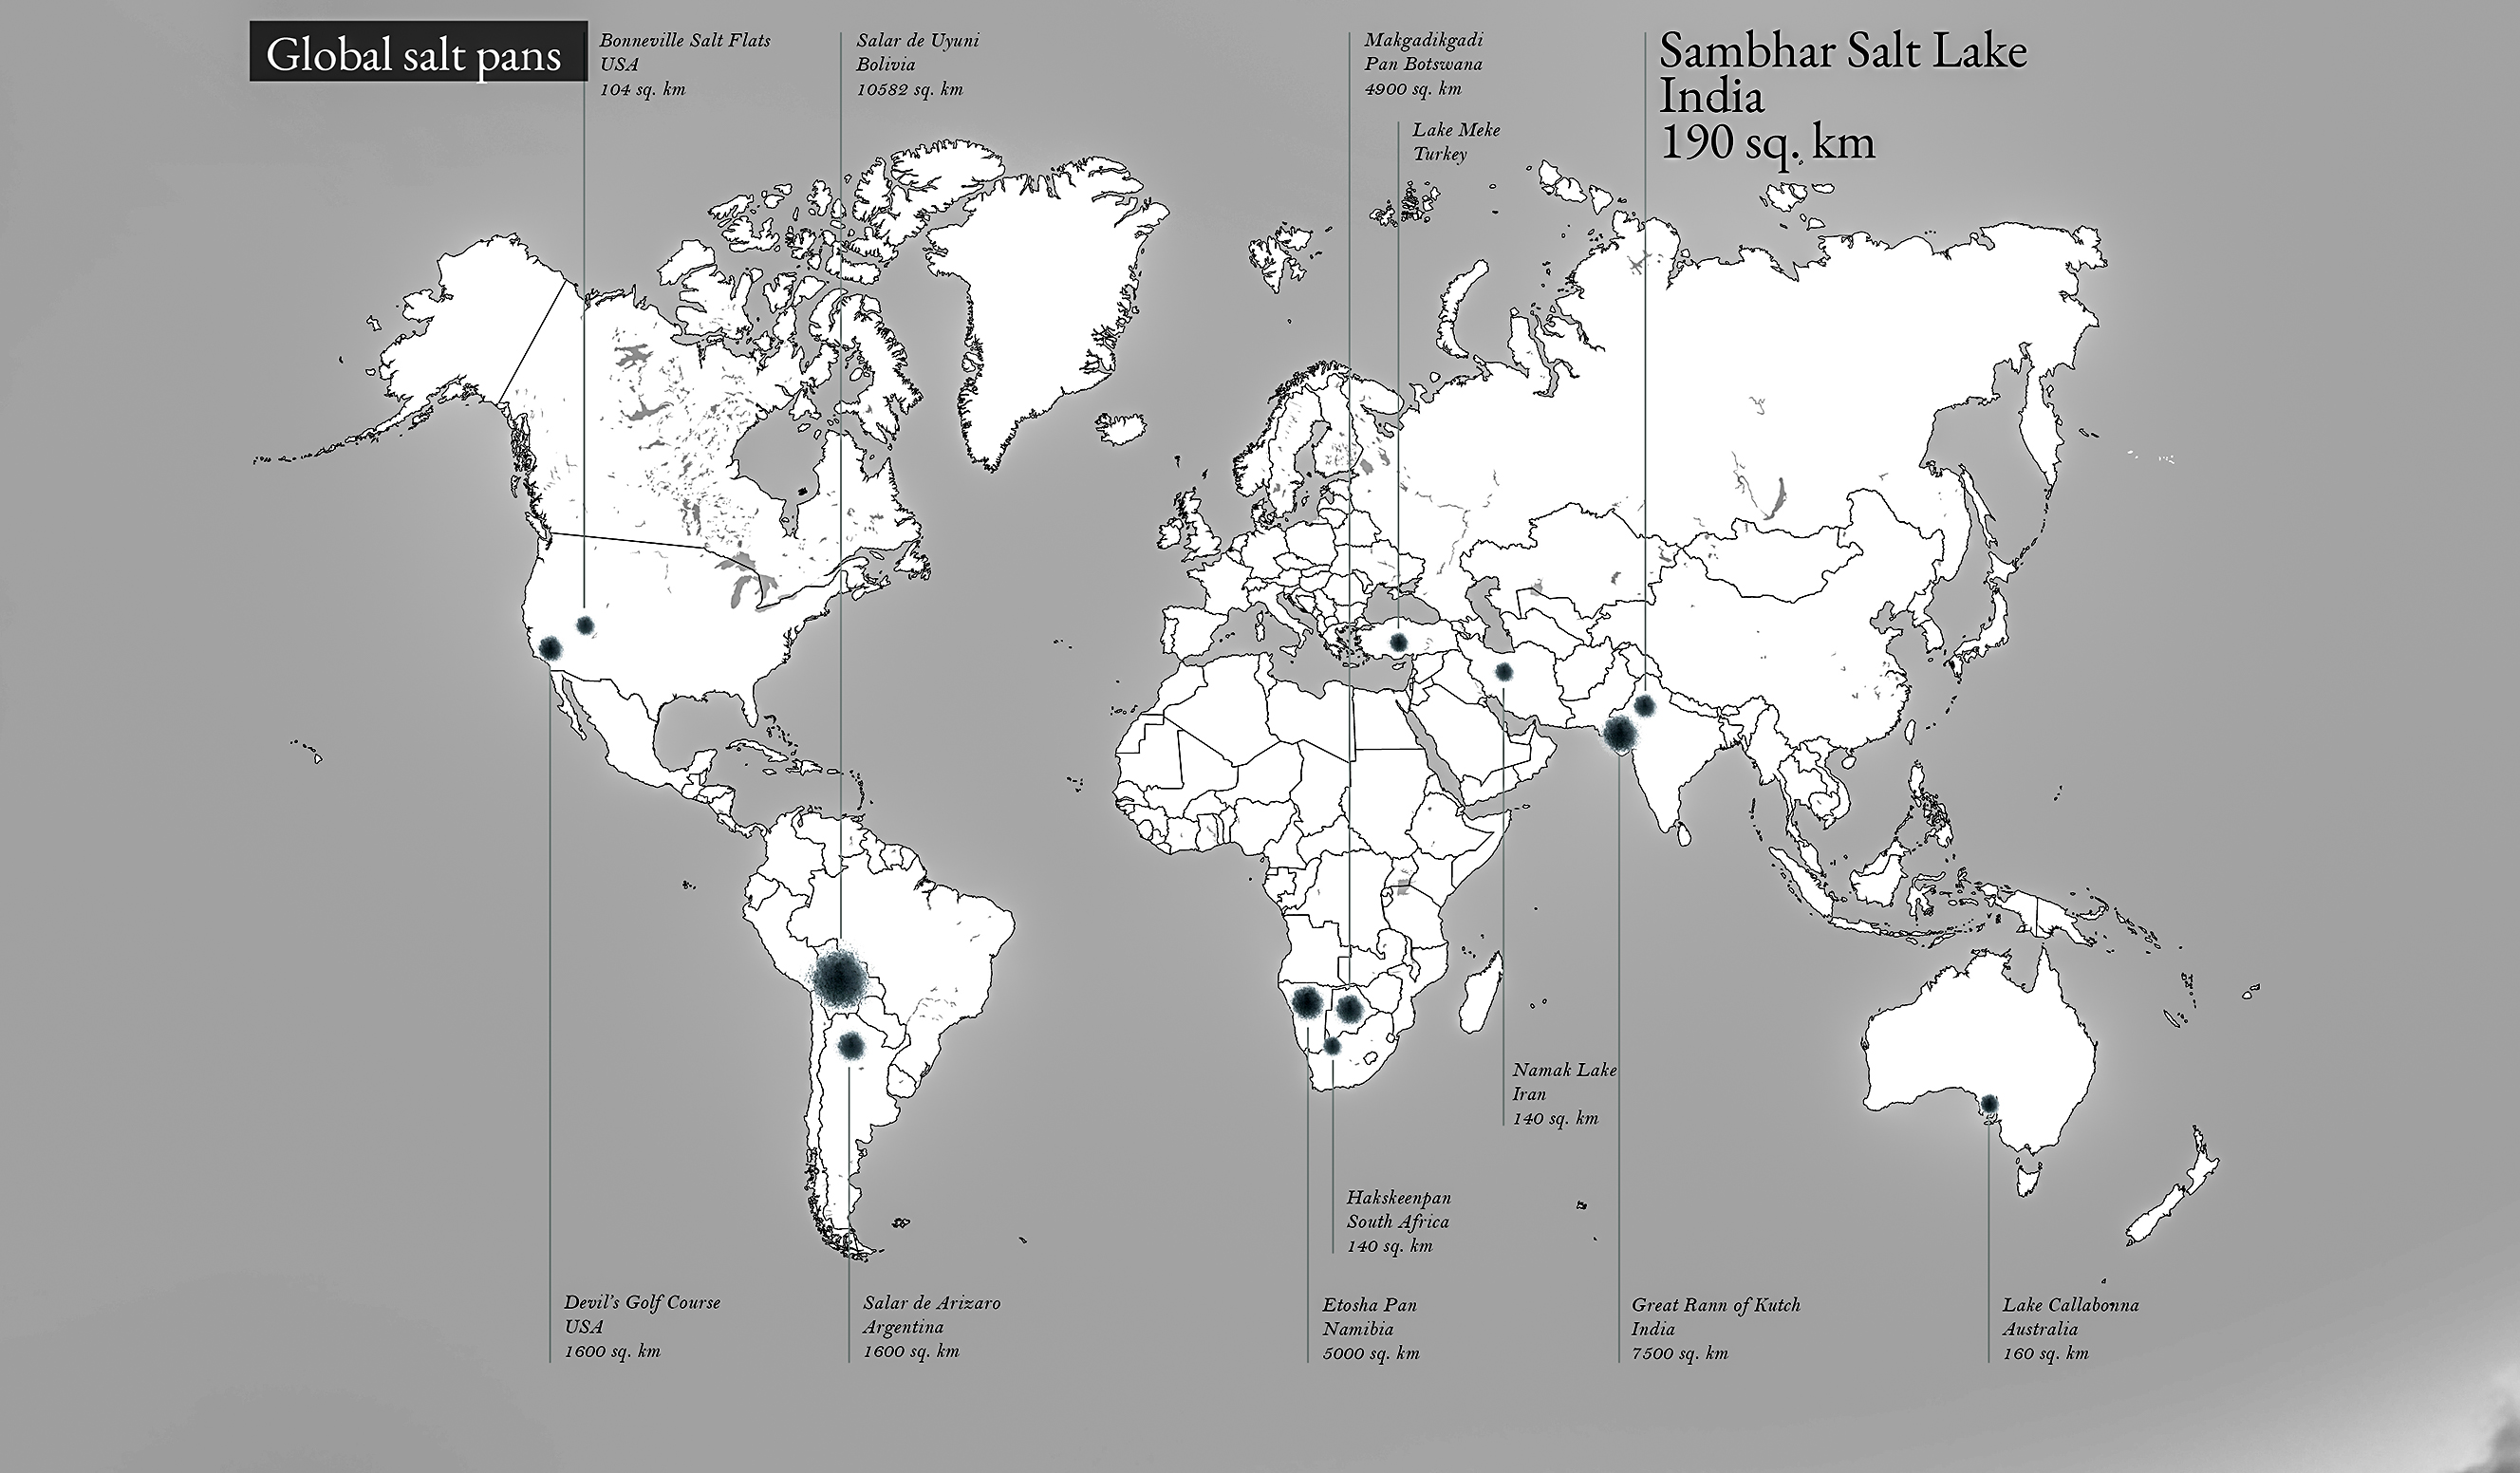 Global salt pans
Bonneville Salt Flats
USA
104 sq. km
Salar de Uyuni
Bolivia
10582 sq. km
Makgadikgadi
Pan Botswana
4900 sq. km
Lake Meke
Turkey
Sambhar Salt Lake
India
190 sq. km
Namak Lake
Iran
140 sq. km
Hakskeenpan
South Africa
140 sq. km
Devil's Golf Course
USA
1600 sq. km
Salar de Arizaro
Argentina
1600 sq. km
Etosha Pan
Namibia
5000 sq. km
Great Rann of Kutch
India
7500 sq. km
Lake Callabonna
Australia
160 sq. km